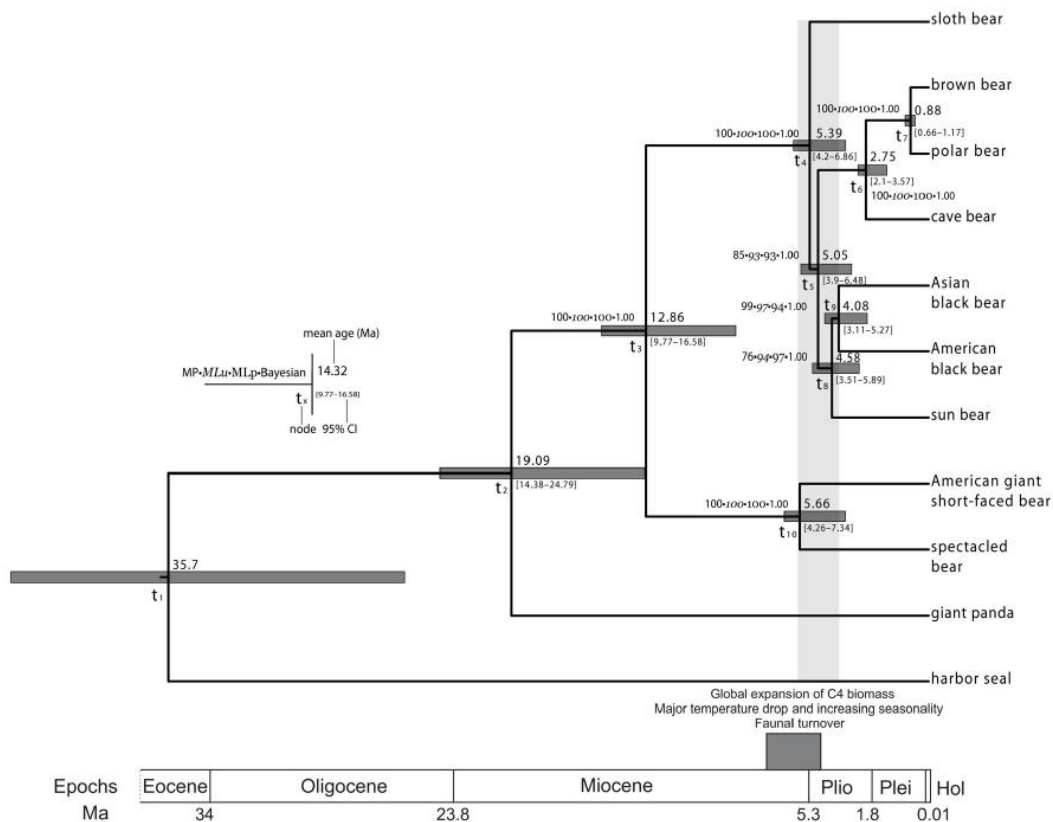 sloth bear
brown bear
100•100•100•1.00
0.88
t7
[0.66–1.17]
100•100•100•1.00
5.39
t4
[4.2–6.86]
polar bear
2.75
t6
[2.1–3.57]
100•100•100•1.00
cave bear
85•93•93•1.00
5.05
t5
[3.9–6.48]
Asian
black bear
99•97•94•1.00
t9
4.08
[3.11–5.27]
100•100•100•1.00
12.86
t3
[9.77–16.58]
American
black bear
76•94•97•1.00
4.58
t8
[3.51–5.89]
mean age (Ma)
MP•MLu•MLp•Bayesian
14.32
tx
[9.77–16.58]
node 95% CI
sun bear
19.09
t2
[14.38–24.79]
American giant
short-faced bear
100•100•100•1.00
5.66
t10
[4.26–7.34]
spectacled
bear
35.7
t1
giant panda
harbor seal
Global expansion of C4 biomass
Major temperature drop and increasing seasonality
Faunal turnover
Epochs Eocene Oligocene Miocene Plio Plei Hol
Ma 34 23.8 5.3 1.8 0.01